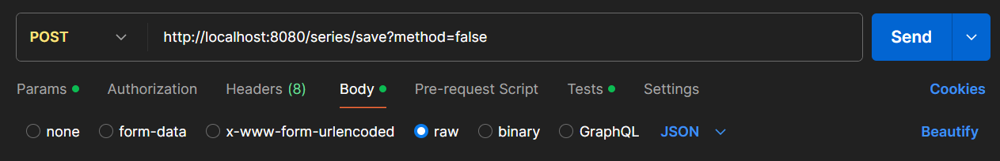 POST http://localhost:8080/series/save?method=false Send
Params Authorization Headers (8) Body Pre-request Script Tests Settings Cookies
none form-data x-www-form-urlencoded raw binary GraphQL JSON Beautify